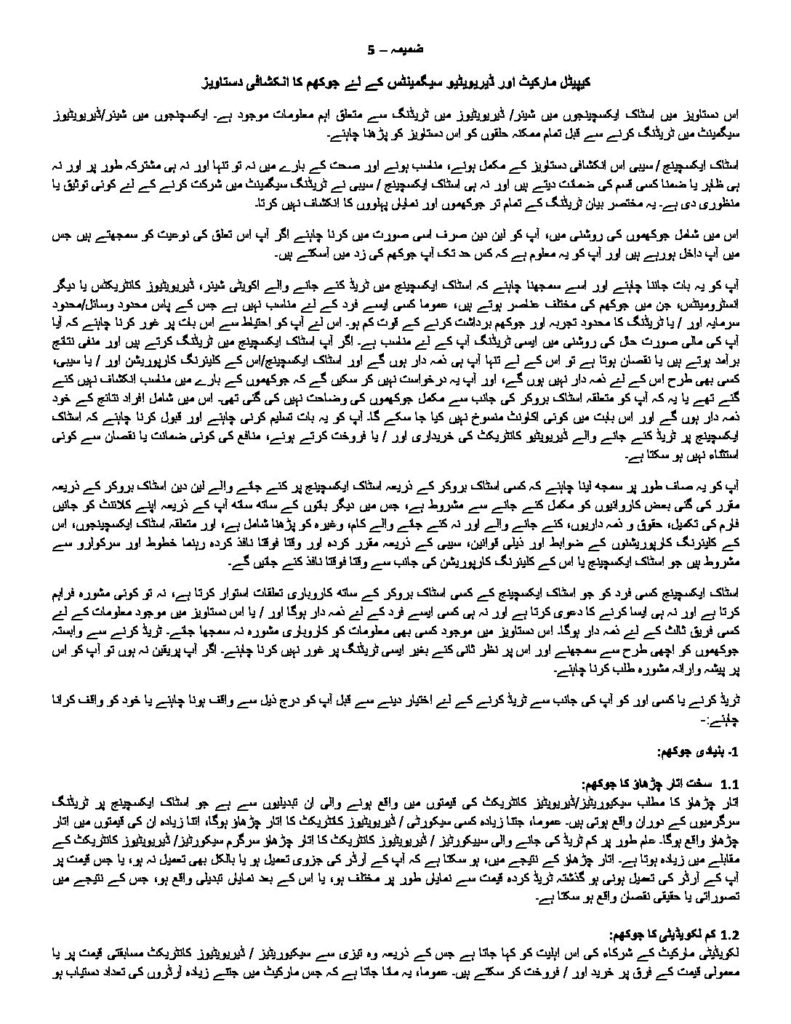 ضمیمہ – 5
کیپیٹل مارکیٹ اور ڈیریویٹیو سیگمینٹس کے لئے جوکھم کا انکشافی دستاویز
اس دستاویز میں اسٹاک ایکسچینجوں میں شیئر/ ڈیریویٹیوز میں ٹریڈنگ سے متعلق اہم معلومات موجود ہے۔ ایکسچنجوں میں شیئر/ڈیریویٹیوز
سیگمینٹ میں ٹریڈنگ کرنے سے قبل تمام ممکنہ حلقوں کو اس دستاویز کو پڑھنا چاہئے۔
اسٹاک ایکسچینج / سیبی اس انکشافی دستاویز کے مکمل ہونے، مناسب ہونے اور صحت کے بارے میں نہ تو تنہا اور نہ ہی مشترکہ طور پر اور نہ
ہی ظاہر یا ضمنا کسی قسم کی ضمانت دیتے ہیں اور نہ ہی اسٹاک ایکسچینج / سیبی نے ٹریڈنگ سیگمینٹ میں شرکت کرنے کے لئے کوئی توثیق یا
منظوری دی ہے۔ یہ مختصر بیان ٹریڈنگ کے تمام تر جوکھموں اور نمایاں پہلووں کا انکشاف نہیں کرتا۔
اس میں شامل جوکھموں کی روشنی میں، آپ کو لین دین صرف اسی صورت میں کرنا چاہئے اگر آپ اس تعلق کی نوعیت کو سمجھتے ہیں جس
میں آپ داخل ہورہے ہیں اور آپ کو یہ معلوم ہے کہ کس حد تک آپ جوکھم کی زد میں آسکتے ہیں۔
آپ کو یہ بات جاننا چاہئے اور اسے سمجھنا چاہئے کہ اسٹاک ایکسچینج میں ٹریڈ کئے جانے والے اکویٹی شیئر، ڈیریویٹیوز کانٹریکٹس یا دیگر
انسٹرومینٹس، جن میں جوکھم کی مختلف عناصر ہوتے ہیں، عموما کسی ایسے فرد کے لئے مناسب نہیں ہے جس کے پاس محدود وسائل/محدود
سرمایہ اور / یا ٹریڈنگ کا محدود تجربہ اور جوکھم برداشت کرنے کے قوت کم ہو۔ اس لئے آپ کو احتیاط سے اس بات پر غور کرنا چاہئے کہ آیا
آپ کی مالی صورت حال کی روشنی میں ایسی ٹریڈنگ آپ کے لئے مناسب ہے۔ اگر آپ اسٹاک ایکسچینج میں ٹریڈنگ کرتے ہیں اور منفی نتائج
برآمد ہوتے ہیں یا نقصان ہوتا ہے تو اس کے لئے تنہا آپ ہی ذمہ دار ہوں گے اور اسٹاک ایکسچینج/اس کے کلیئرنگ کارپوریشن اور / یا سیبی،
کسی بھی طرح اس کے لئے ذمہ دار نہیں ہوں گے، اور آپ یہ درخواست نہیں کر سکیں گے کہ جوکھموں کے بارے میں مناسب انکشاف نہیں کئے
گئے تھے یا یہ کہ آپ کو متعلقہ اسٹاک بروکر کی جانب سے مکمل جوکھموں کی وضاحت نہیں کی گئی تھی۔ اس میں شامل افراد نتائج کے خود
ذمہ دار ہوں گے اور اس بابت میں کوئی اکاونٹ منسوخ نہیں کیا جا سکے گا۔ آپ کو یہ بات تسلیم کرنی چاہئے اور قبول کرنا چاہئے کہ اسٹاک
ایکسچینج پر ٹریڈ کئے جانے والے ڈیریویٹیو کانٹریکٹ کی خریداری اور / یا فروخت کرتے ہوئے، منافع کی کوئی ضمانت یا نقصان سے کوئی
استثناء نہیں ہو سکتا ہے۔
آپ کو یہ صاف طور پر سمجھ لینا چاہئے کہ کسی اسٹاک بروکر کے ذریعہ اسٹاک ایکسچینج پر کئے جانے والے لین دین اسٹاک بروکر کے ذریعہ
مقرر کی گئی بعض کاروائیوں کو مکمل کئے جانے سے مشروط ہے، جس میں دیگر باتوں کے ساتھ ساتھ آپ کے ذریعہ اپنے کلائنٹ کو جانیں
فارم کی تکمیل، حقوق و ذمہ داریوں، کئے جانے والے اور نہ کئے جانے والے کام، وغیرہ کو پڑھنا شامل ہے، اور متعلقہ اسٹاک ایکسچینجوں، اس
کے کلیئرنگ کارپوریشنوں کے ضوابط اور ذیلی قوانین، سیبی کے ذریعہ مقرر کردہ اور وقتا فوقتا نافذ کردہ رہنما خطوط اور سرکولرو سے
مشروط ہیں جو اسٹاک ایکسچینج یا اس کے کلیئرنگ کارپوریشن کی جانب سے وقتا فوقتا نافذ کئے جائیں گے۔
اسٹاک ایکسچینج کسی فرد کو جو اسٹاک ایکسچینج کے کسی اسٹاک بروکر کے ساتھ کاروباری تعلقات استوار کرتا ہے، نہ تو کوئی مشورہ فراہم
کرتا ہے اور نہ ہی ایسا کرنے کا دعوی کرتا ہے اور نہ ہی کسی ایسے فرد کے لئے ذمہ دار ہوگا اور / یا اس دستاویز میں موجود معلومات کے لئے
کسی فریق ثالث کے لئے ذمہ دار ہوگا۔ اس دستاویز میں موجود کسی بھی معلومات کو کاروباری مشورہ نہ سمجھا جائے۔ ٹریڈ کرنے سے وابستہ
جوکھموں کو اچھی طرح سے سمجھنے اور اس پر نظر ثانی کئے بغیر ایسی ٹریڈنگ پر غور نہیں کرنا چاہئے۔ اگر آپ پریقین نہ ہوں تو آپ کو اس
پر پیشہ وارانہ مشورہ طلب کرنا چاہئے۔
ٹریڈ کرنے یا کسی اور کو آپ کی جانب سے ٹریڈ کرنے کے لئے اختیار دینے سے قبل آپ کو درج ذیل سے واقف ہونا چاہئے یا خود کو واقف کرانا
چاہئے:-
1- بنیادی جوکھم:
1.1 سخت اتار چڑھاؤ کا جوکھم:
اتار چڑھاؤ کا مطلب سیکیوریٹیز/ڈیریویٹیز کانٹریکٹ کی قیمتوں میں واقع ہونے والی ان تبدیلیوں سے ہے جو اسٹاک ایکسچینج پر ٹریڈنگ
سرگرمیوں کے دوران واقع ہوتی ہیں۔ عموما، جتنا زیادہ کسی سیکورٹی / ڈیریویٹیوز کانٹریکٹ کا اتار چڑھاؤ ہوگا، اتنا زیادہ ان کی قیمتوں میں اتار
چڑھاؤ واقع ہوگا۔ عام طور پر کم ٹریڈ کی جانے والی سیکورٹیز / ڈیریویٹیوز کانٹریکٹ کا اتار چڑھاؤ سرگرم سیکورٹیز/ ڈیریویٹیوز کانٹریکٹ کے
مقابلے میں زیادہ ہوتا ہے۔ اتار چڑھاؤ کے نتیجے میں، ہو سکتا ہے کہ آپ کے آرڈر کی جزوی تعمیل ہو یا بالکل بھی تعمیل نہ ہو، یا جس قیمت پر
آپ کے آرڈر کی تعمیل ہوئی ہو گذشتہ ٹریڈ کردہ قیمت سے نمایاں طور پر مختلف ہو، یا اس کے بعد نمایاں تبدیلی واقع ہو، جس کے نتیجے میں
تصوراتی یا حقیقی نقصان واقع ہو سکتا ہے۔
1.2 کم لکویڈیٹی کا جوکھم:
لکویڈیٹی مارکیٹ کے شرکاء کی اس اہلیت کو کہا جاتا ہے جس کے ذریعہ وہ تیزی سے سیکیوریٹیز / ڈیریویٹیوز کانٹریکٹ مسابقتی قیمت پر یا
معمولی قیمت کے فرق پر خرید اور / فروخت کر سکتے ہیں۔ عموما، یہ مانا جاتا ہے کہ جس مارکیٹ میں جتنے زیادہ آرڈروں کی تعداد دستیاب ہو